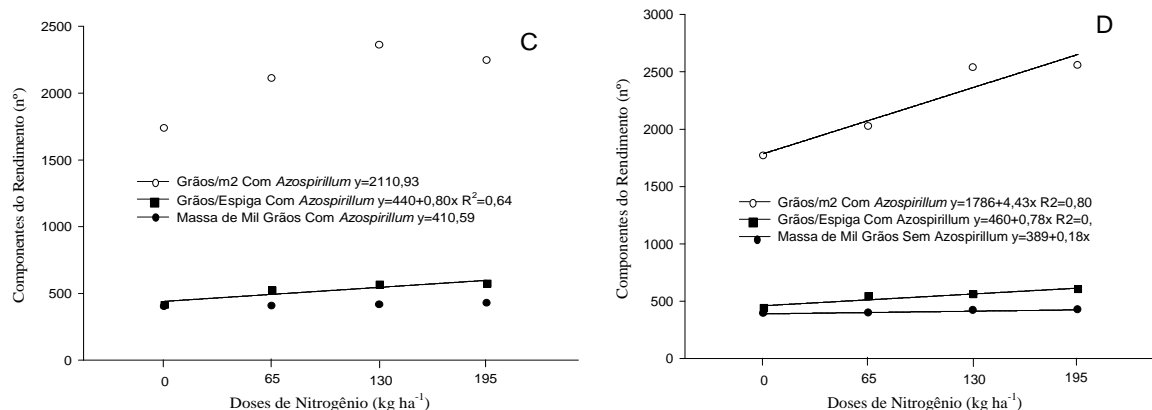 C
2500
2000
1500
1000
500
0
Componentes do Rendimento (nº)
Grãos/m2 Com Azospirillum y=2110,93
Grãos/Espiga Com Azospirillum y=440+0,80x R²=0,64
Massa de Mil Grãos Com Azospirillum y=410,59
0 65 130 195
Doses de Nitrogênio (kg ha⁻¹)
D
3000
2500
2000
1500
1000
500
0
Componentes do Rendimento (nº)
Grãos/m2 Com Azospirillum y=1786+4,43x R2=0,80
Grãos/Espiga Com Azospirillum y=460+0,78x R2=0,
Massa de Mil Grãos Sem Azospirillum y=389+0,18x
0 65 130 195
Doses de Nitrogênio (kg ha⁻¹)